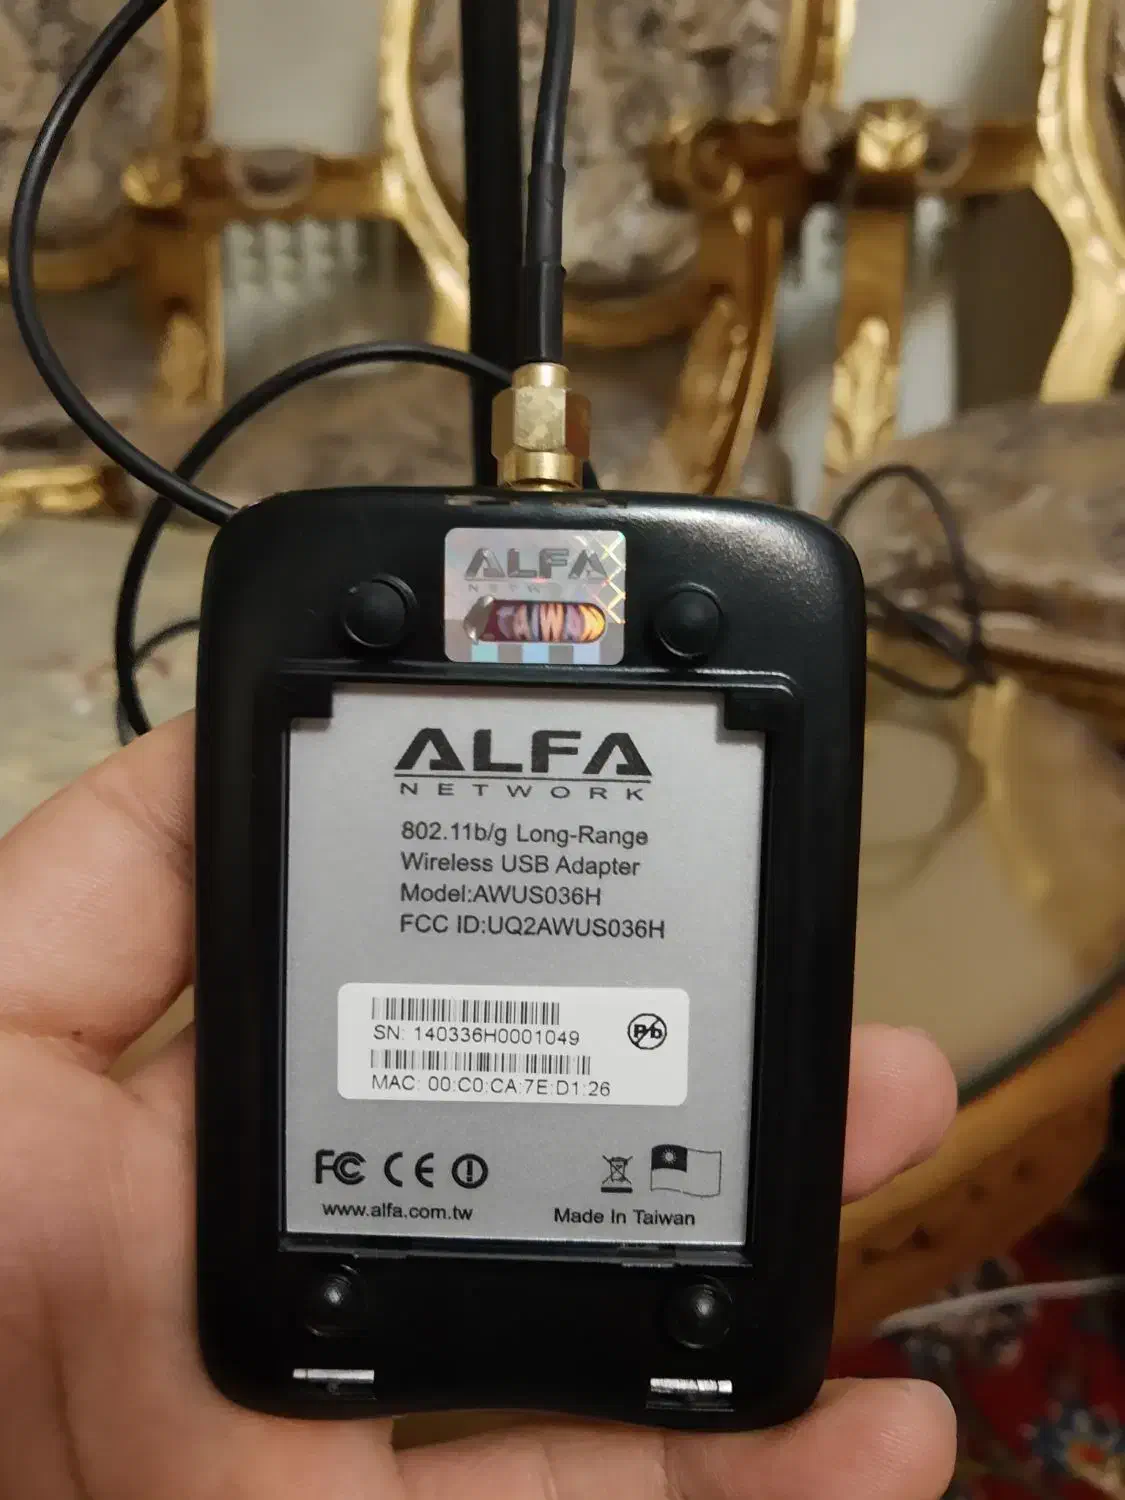 ALFA
NETWORK
TAIWAN
ALFA
NETWORK
802.11b/g Long-Range
Wireless USB Adapter
Model:AWUS036H
FCC ID:UQ2AWUS036H
SN: 140336H0001049
Pb
MAC: 00:C0:CA:7E:D1:26
FC CE
www.alfa.com.tw
Made In Taiwan